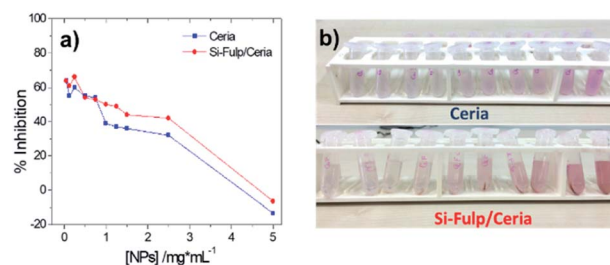 a)
Ceria
Si-Fulp/Ceria
100
80
60
40
20
0
-20
% Inhibition
0
1
2
3
4
5
[NPs] /mg*mL⁻¹
b)
Ceria
Si-Fulp/Ceria